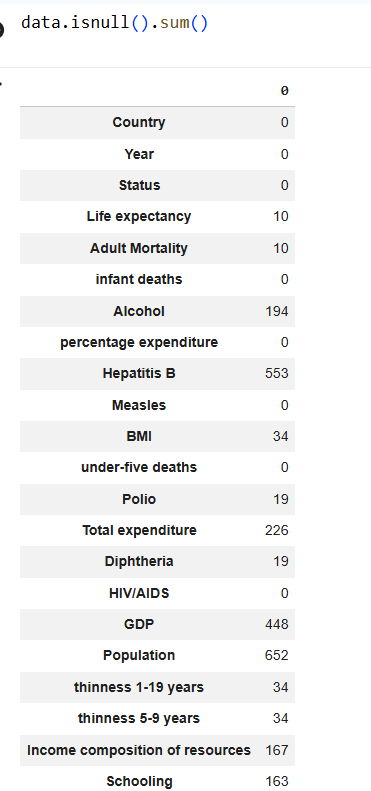 data.isnull().sum()
0
Country 0
Year 0
Status 0
Life expectancy 10
Adult Mortality 10
infant deaths 0
Alcohol 194
percentage expenditure 0
Hepatitis B 553
Measles 0
BMI 34
under-five deaths 0
Polio 19
Total expenditure 226
Diphtheria 19
HIV/AIDS 0
GDP 448
Population 652
thinness 1-19 years 34
thinness 5-9 years 34
Income composition of resources 167
Schooling 163